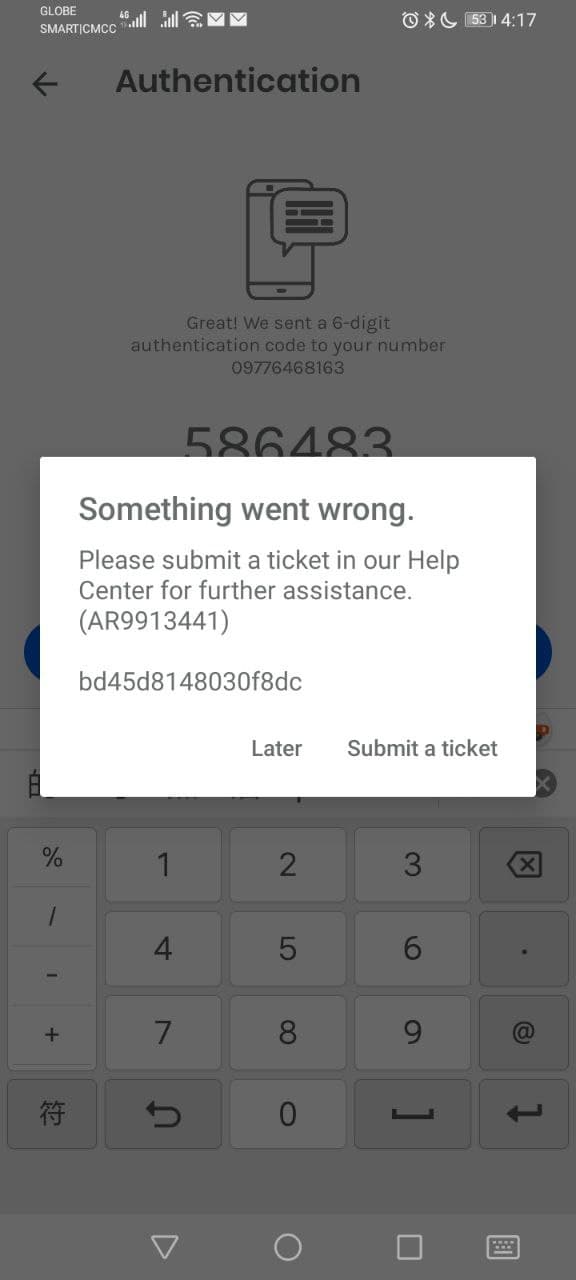 GLOBE
SMART|CMCC 4G 53 4:17
Authentication
Great! We sent a 6-digit
authentication code to your number
09776468163
586483
Something went wrong.
Please submit a ticket in our Help
Center for further assistance.
(AR9913441)
bd45d8148030f8dc
Later Submit a ticket
% 1 2 3
/
4 5 6 .
-
+ 7 8 9 @
符 0